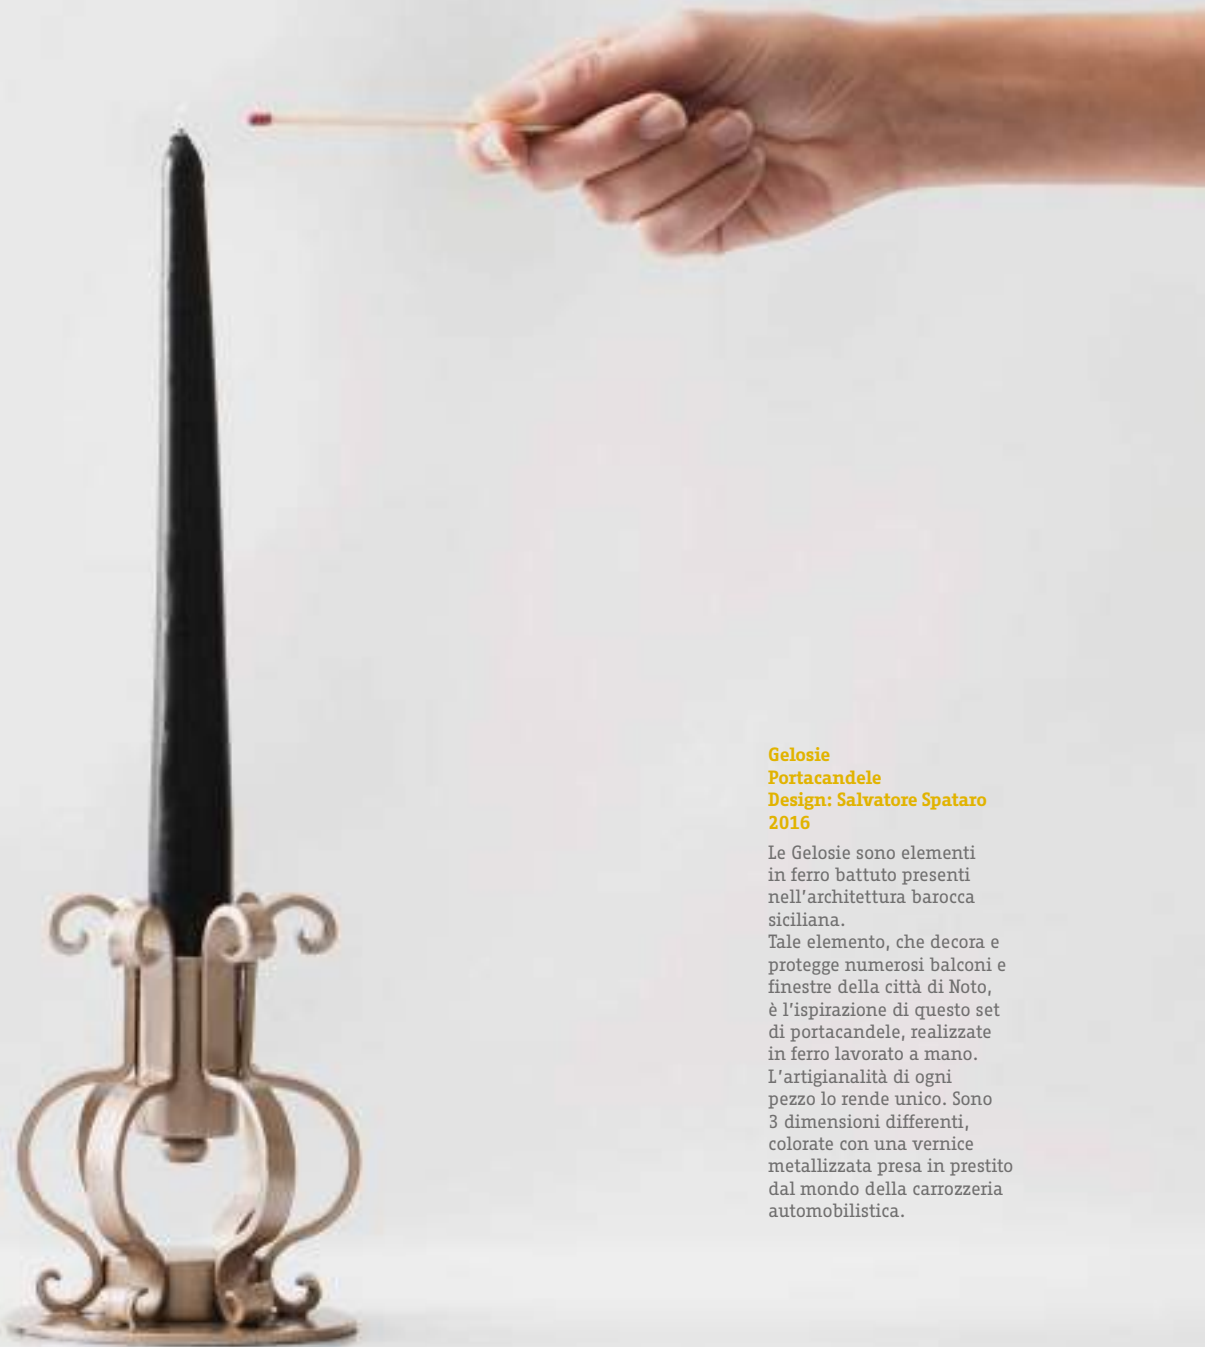 Gelosie
Portacandele
Design: Salvatore Spataro
2016
Le Gelosie sono elementi
in ferro battuto presenti
nell'architettura barocca
siciliana.
Tale elemento, che decora e
protegge numerosi balconi e
finestre della città di Noto,
è l'ispirazione di questo set
di portacandele, realizzate
in ferro lavorato a mano.
L'artigianalità di ogni
pezzo lo rende unico. Sono
3 dimensioni differenti,
colorate con una vernice
metallizzata presa in prestito
dal mondo della carrozzeria
automobilistica.